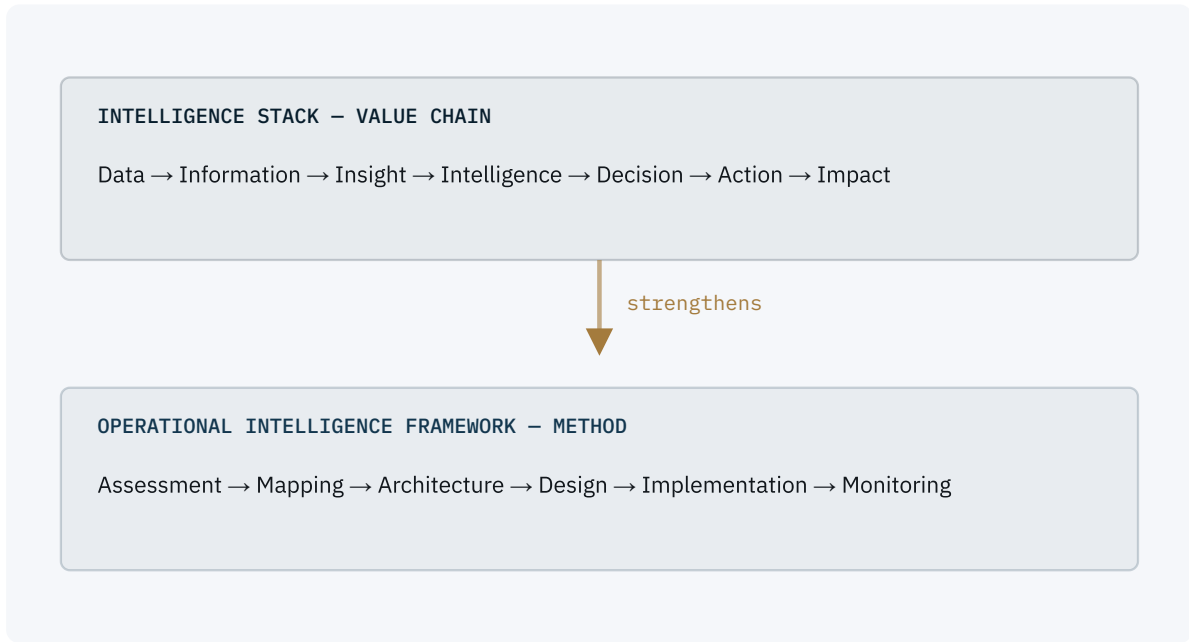 INTELLIGENCE STACK — VALUE CHAIN
Data → Information → Insight → Intelligence → Decision → Action → Impact
strengthens
OPERATIONAL INTELLIGENCE FRAMEWORK — METHOD
Assessment → Mapping → Architecture → Design → Implementation → Monitoring